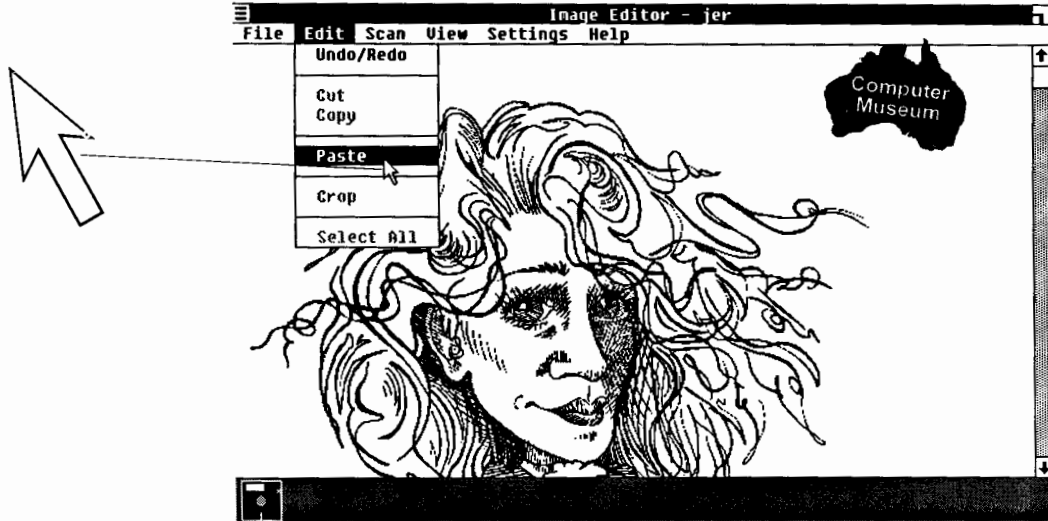 Image Editor - jer
File Edit Scan View Settings Help
Undo/Redo
Cut
Copy
Paste
Crop
Select All
Computer
Museum